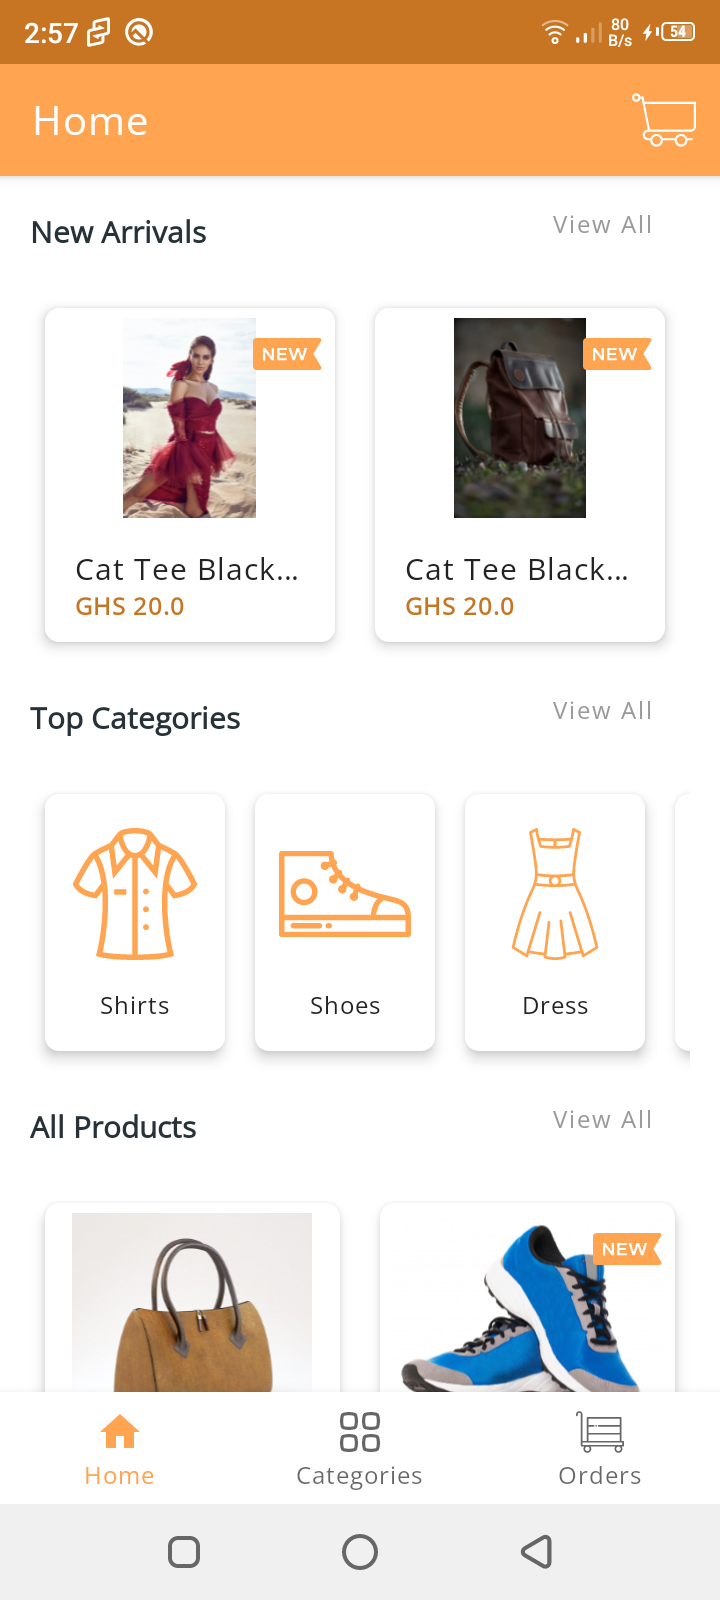 2:57
80
B/s
54
Home
New Arrivals
View All
NEW
NEW
Cat Tee Black...
GHS 20.0
Cat Tee Black...
GHS 20.0
Top Categories
View All
Shirts
Shoes
Dress
All Products
View All
NEW
Home
Categories
Orders